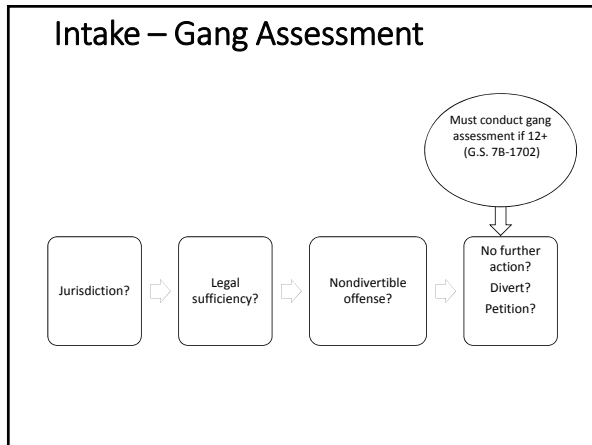 Intake – Gang Assessment
Must conduct gang
assessment if 12+
(G.S. 7B-1702)
Jurisdiction?
Legal
sufficiency?
Nondivertible
offense?
No further
action?
Divert?
Petition?